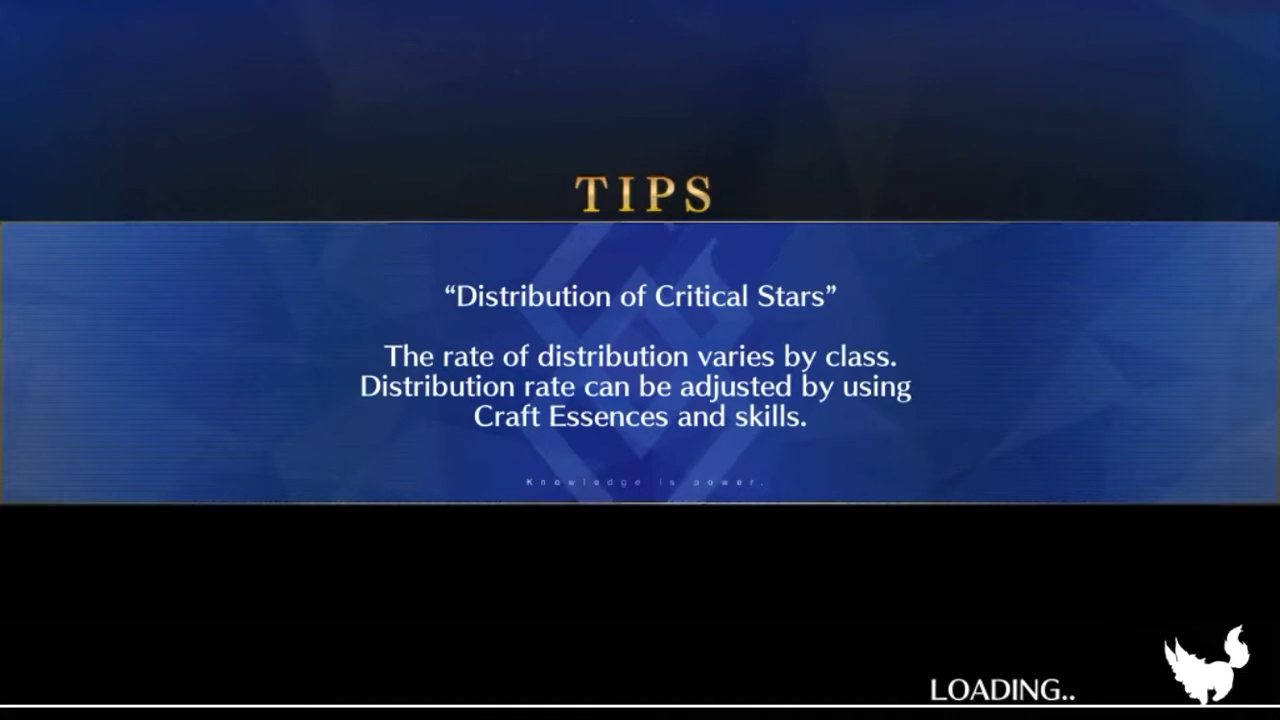 TIPS
“Distribution of Critical Stars”
The rate of distribution varies by class.
Distribution rate can be adjusted by using
Craft Essences and skills.
Knowledge is power.
LOADING..